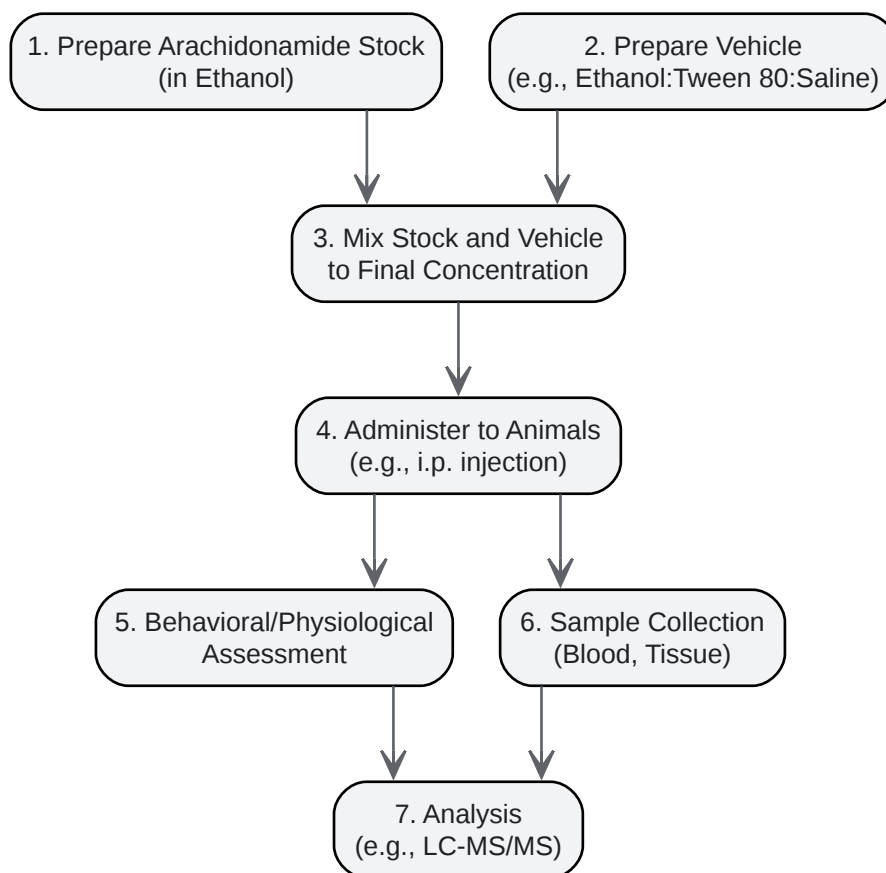 1. Prepare Arachidonamide Stock
(in Ethanol)
2. Prepare Vehicle
(e.g., Ethanol:Tween 80:Saline)
3. Mix Stock and Vehicle
to Final Concentration
4. Administer to Animals
(e.g., i.p. injection)
5. Behavioral/Physiological
Assessment
6. Sample Collection
(Blood, Tissue)
7. Analysis
(e.g., LC-MS/MS)